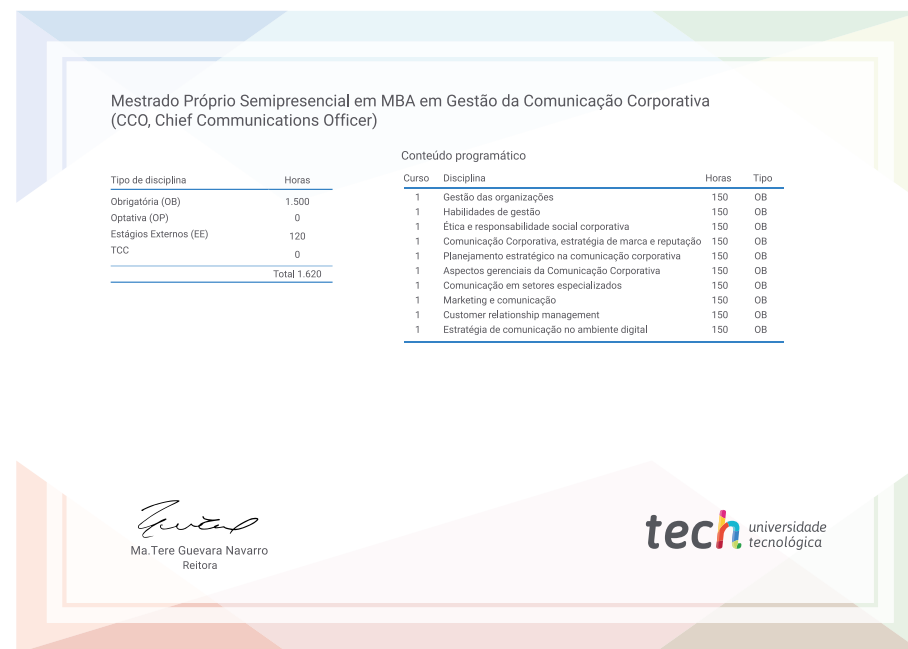 Mestrado Próprio Semipresencial em MBA em Gestão da Comunicação Corporativa
(CCO, Chief Communications Officer)
Tipo de disciplina Horas
Obrigatória (OB) 1.500
Optativa (OP) 0
Estágios Externos (EE) 120
TCC 0
Total 1.620
Conteúdo programático
Curso Disciplina Horas Tipo
1 Gestão das organizações 150 OB
1 Habilidades de gestão 150 OB
1 Ética e responsabilidade social corporativa 150 OB
1 Comunicação Corporativa, estratégia de marca e reputação 150 OB
1 Planejamento estratégico na comunicação corporativa 150 OB
1 Aspectos gerenciais da Comunicação Corporativa 150 OB
1 Comunicação em setores especializados 150 OB
1 Marketing e comunicação 150 OB
1 Customer relationship management 150 OB
1 Estratégia de comunicação no ambiente digital 150 OB
Ma.Tere Guevara Navarro
Reitora
tech universidade
tecnológica